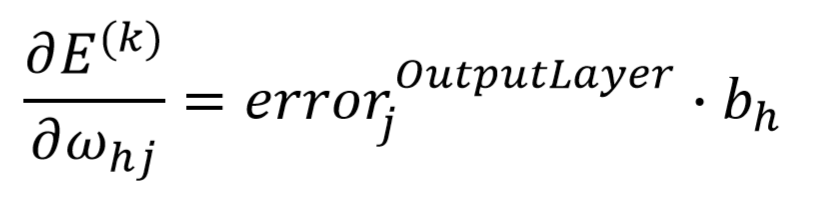 ∂E^(k)/∂ω_hj = error_j^OutputLayer · b_h